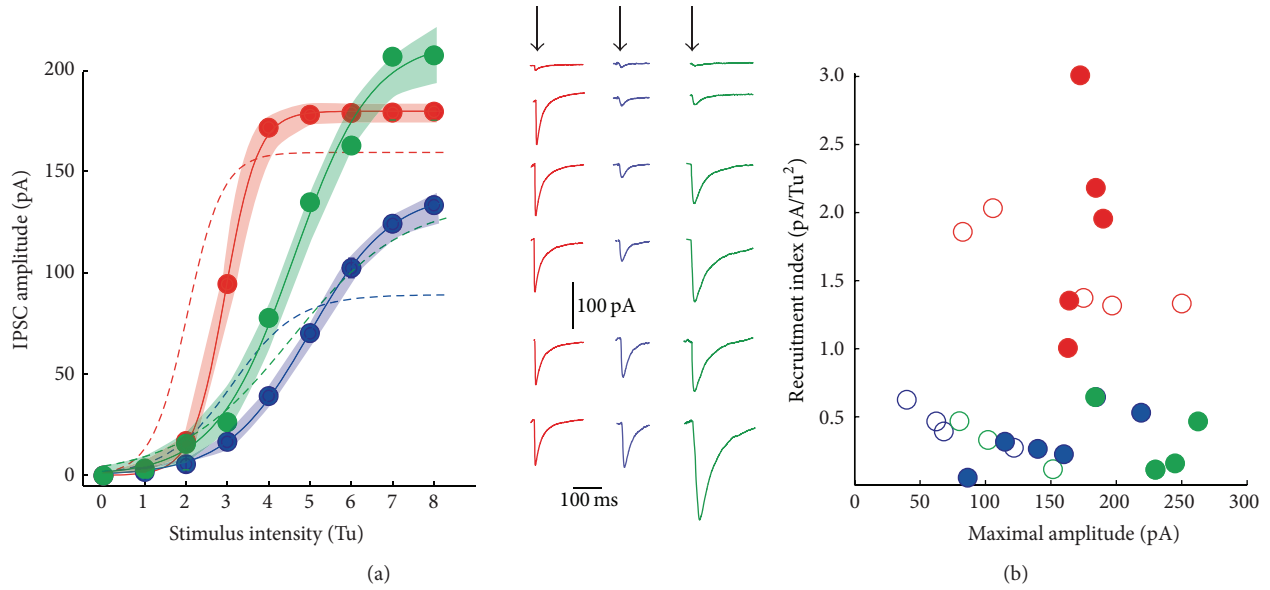 200
150
100
50
0
IPSC amplitude (pA)
0 1 2 3 4 5 6 7 8
Stimulus intensity (Tu)
100 pA
100 ms
(a)
3.0
2.5
2.0
1.5
1.0
0.5
Recruitment index (pA/Tu²)
0 50 100 150 200 250 300
Maximal amplitude (pA)
(b)